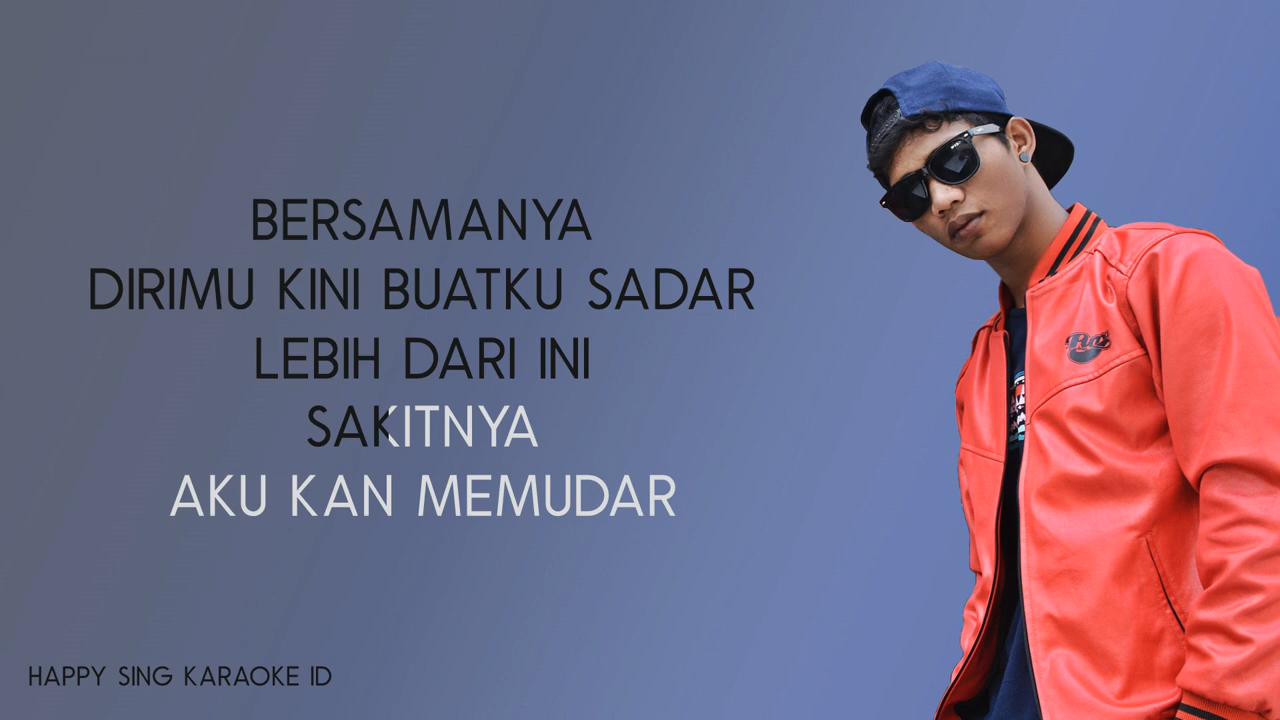 BERSAMANYA
DIRIMU KINI BUATKU SADAR
LEBIH DARI INI
SAKITNYA
AKU KAN MEMUDAR
HAPPY SING KARAOKE ID